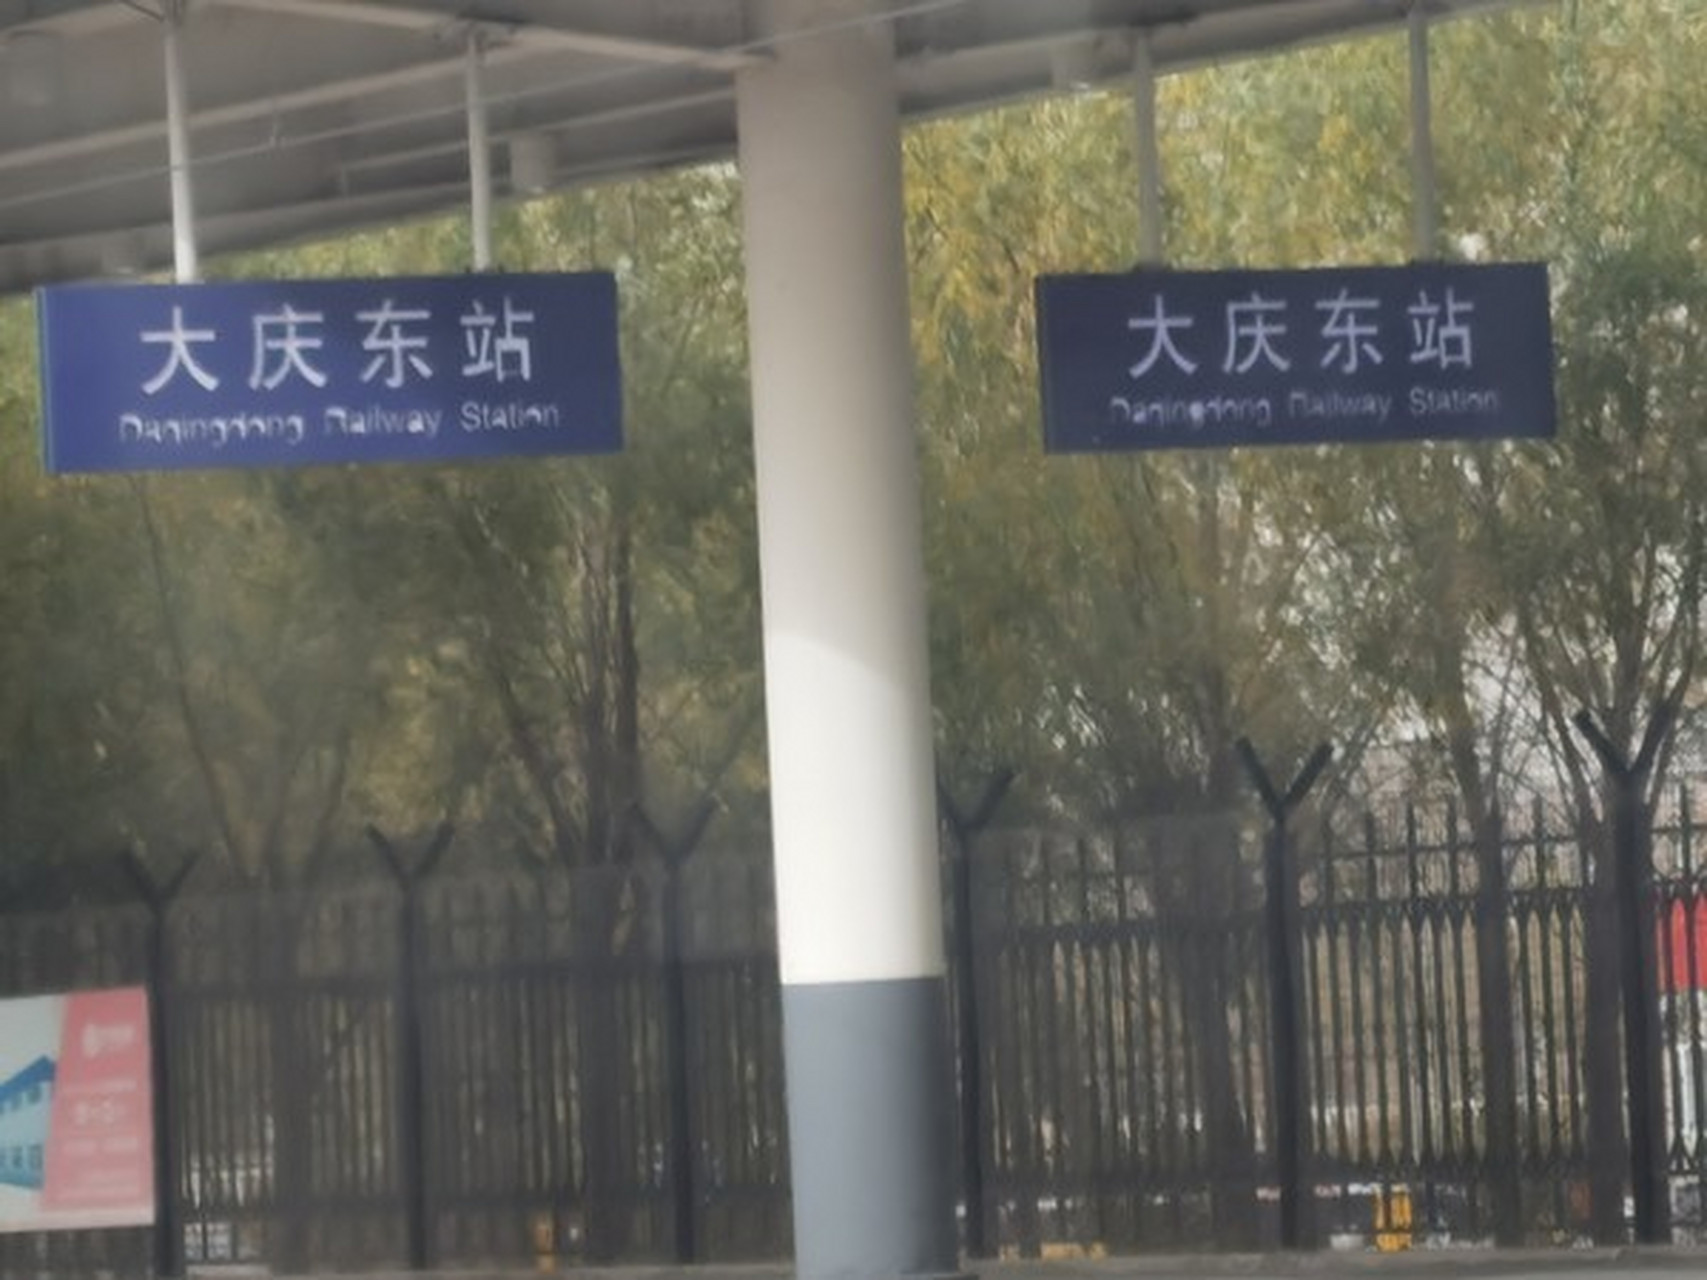 大庆东站
Daqingdong Railway Station
大庆东站
Daqingdong Railway Station